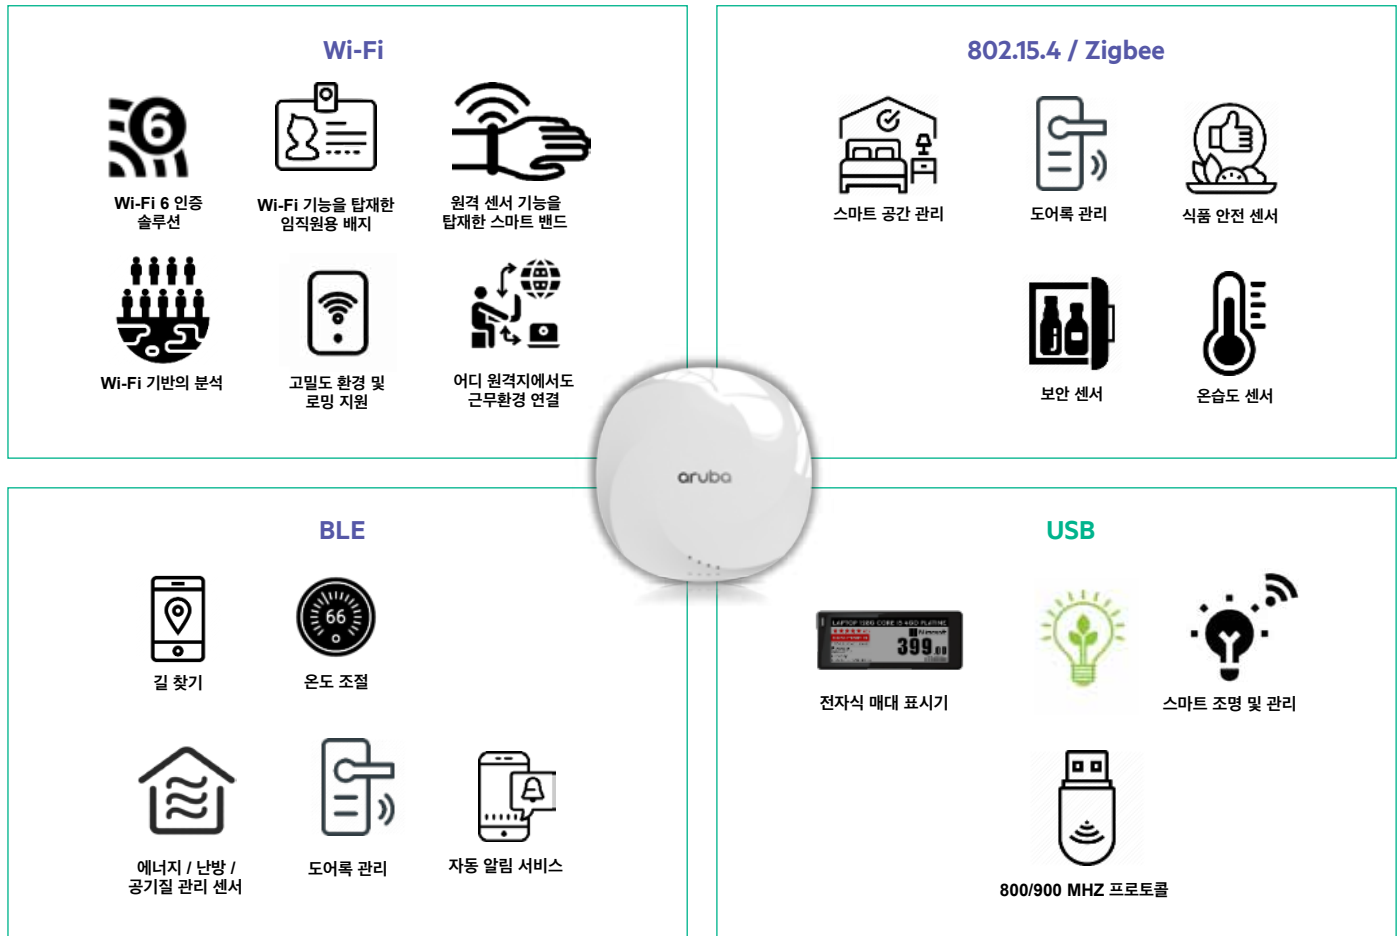 Wi-Fi
6
Wi-Fi 6 인증
솔루션
Wi-Fi 기능을 탑재한
임직원용 배지
원격 센서 기능을
탑재한 스마트 밴드
Wi-Fi 기반의 분석
고밀도 환경 및
로밍 지원
어디 원격지에서도
근무환경 연결
802.15.4 / Zigbee
스마트 공간 관리
도어록 관리
식품 안전 센서
보안 센서
온습도 센서
aruba
BLE
길 찾기
66
온도 조절
에너지 / 난방 /
공기질 관리 센서
도어록 관리
자동 알림 서비스
USB
LAPTOP
399.00
전자식 매대 표시기
스마트 조명 및 관리
800/900 MHZ 프로토콜